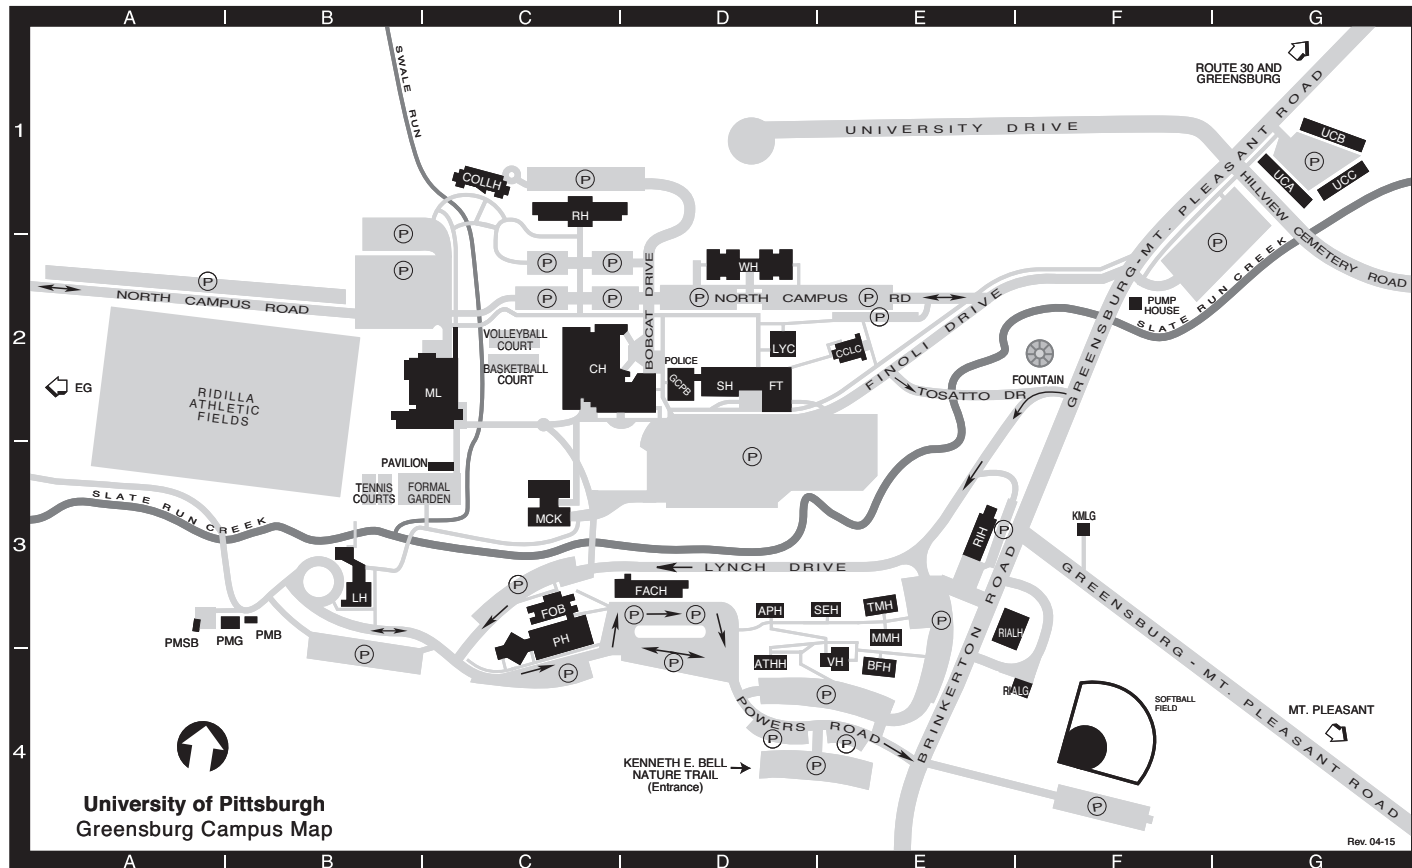 A B C D E F G
ROUTE 30 AND
GREENSBURG
SWALE RUN
1
UNIVERSITY DRIVE
GREENSBURG-MT. PLEASANT ROAD
UCB
P
UCA
UCC
COLLH
P
RH
HILLVIEW CEMETERY ROAD
P
P
P
P
P
WH
P
P
NORTH CAMPUS ROAD
P
P
P
NORTH CAMPUS RD
P
BOBCAT DRIVE
P
FINOLI DRIVE
PUMP
HOUSE
SLATE RUN CREEK
2
VOLLEYBALL
COURT
BASKETBALL
COURT
CH
POLICE
GCPB
SH
FT
LYC
CCLC
FOUNTAIN
TOSATTO DR
EG
RIDILLA
ATHLETIC
FIELDS
ML
P
PAVILION
TENNIS
COURTS
FORMAL
GARDEN
SLATE RUN CREEK
MCK
RIH
P
KMLG
3
LYNCH DRIVE
P
LH
FACH
FOB
PH
P
P
P
APH
SEH
TMH
MMH
P
RIALH
PMSB
PMG
PMB
P
P
ATHH
VH
BFH
P
RIALG
BRINKERTON ROAD
GREENSBURG - MT. PLEASANT ROAD
SOFTBALL
FIELD
MT. PLEASANT
POWERS ROAD
P
P
4
KENNETH E. BELL
NATURE TRAIL
(Entrance)
P
P
University of Pittsburgh
Greensburg Campus Map
Rev. 04-15
A B C D E F G